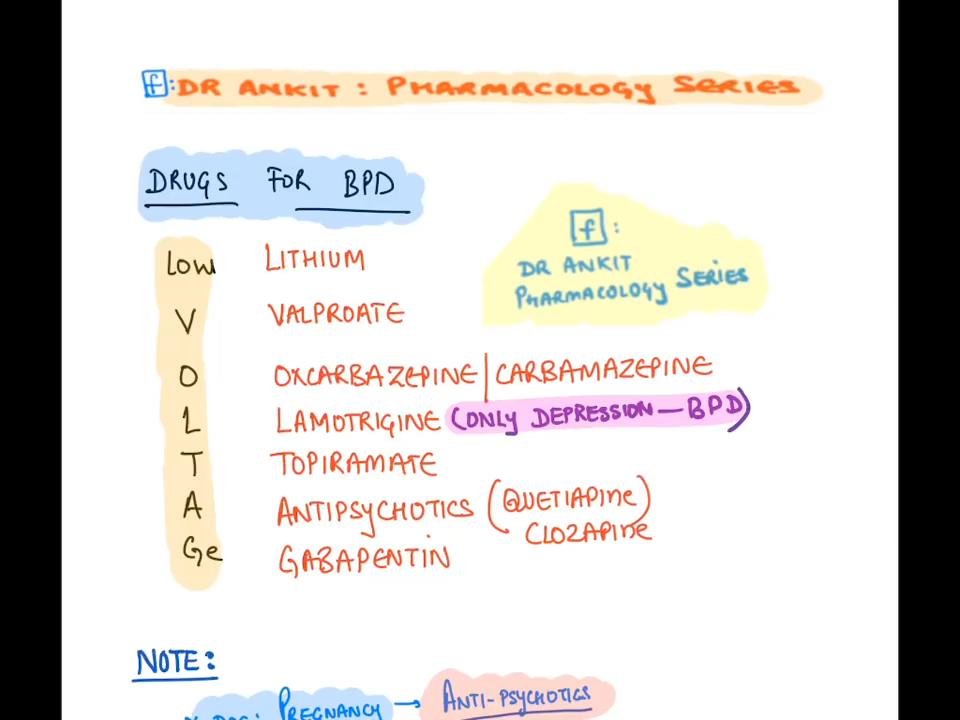 f: DR ANKIT : PHARMACOLOGY SERIES
DRUGS FOR BPD
f:
DR ANKIT
PHARMACOLOGY SERIES
LOW LITHIUM
V VALPROATE
O OXCARBAZEPINE | CARBAMAZEPINE
L LAMOTRIGINE (ONLY DEPRESSION - BPD)
T TOPIRAMATE
A ANTIPSYCHOTICS (QUETIAPINE)
CLOZAPINE
Ge GABAPENTIN
NOTE:
DOC: PREGNANCY → ANTI-PSYCHOTICS